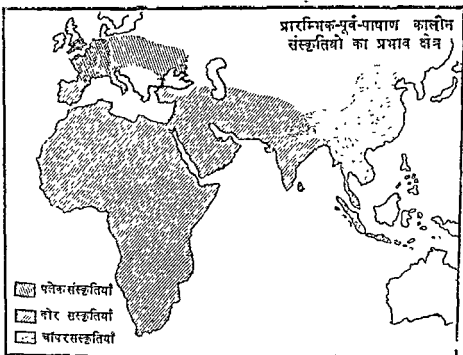 प्रारम्भिक-पूर्व-पाषाण कालीन
संस्कृतियों का प्रभाव क्षेत्र
फ्लेक संस्कृतियाँ
कोर संस्कृतियाँ
चॉपर संस्कृतियाँ